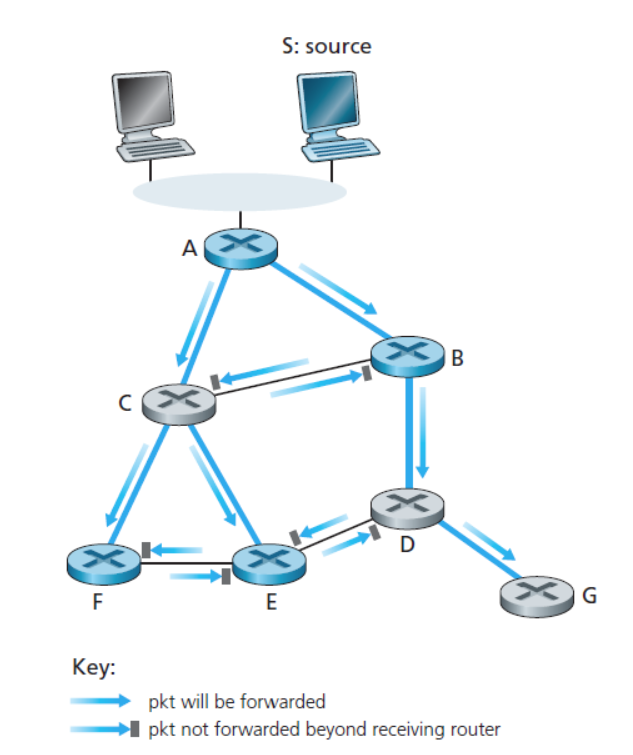 S: source
A
B
C
D
G
F
E
Key:
pkt will be forwarded
pkt not forwarded beyond receiving router